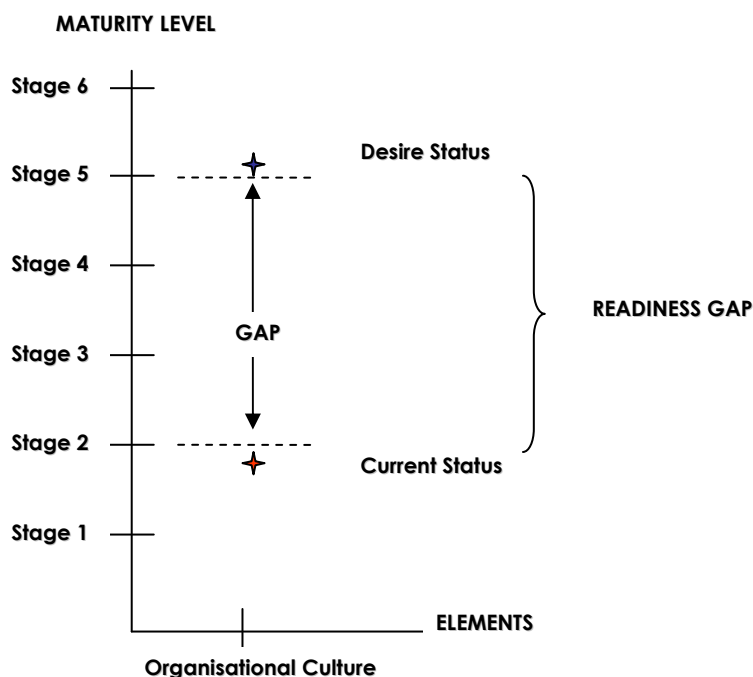 MATURITY LEVEL
Stage 6
Desire Status
Stage 5
Stage 4
READINESS GAP
GAP
Stage 3
Stage 2
Current Status
Stage 1
ELEMENTS
Organisational Culture